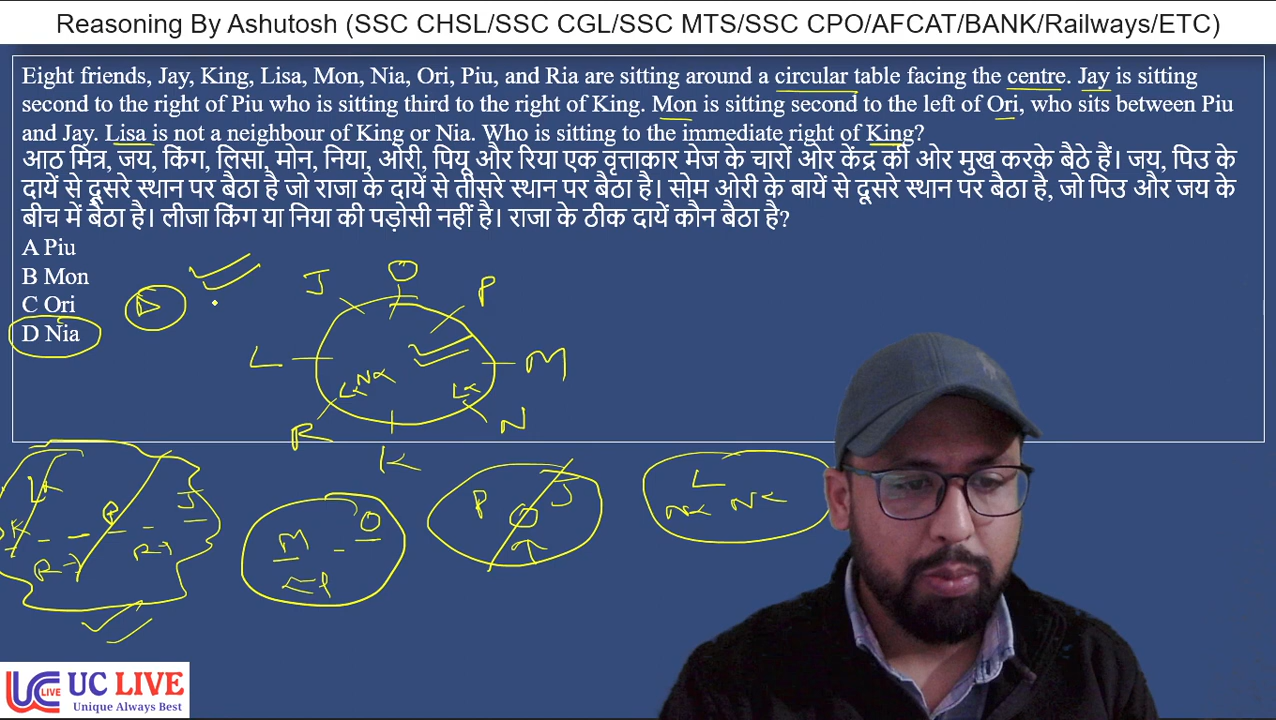 Reasoning By Ashutosh (SSC CHSL/SSC CGL/SSC MTS/SSC CPO/AFCAT/BANK/Railways/ETC)
Eight friends, Jay, King, Lisa, Mon, Nia, Ori, Piu, and Ria are sitting around a circular table facing the centre. Jay is sitting
second to the right of Piu who is sitting third to the right of King. Mon is sitting second to the left of Ori, who sits between Piu
and Jay. Lisa is not a neighbour of King or Nia. Who is sitting to the immediate right of King?
आठ मित्र, जय, किंग, लिसा, मोन, निया, ओरी, पियू और रिया एक वृत्ताकार मेज के चारों ओर केंद्र की ओर मुख करके बैठे हैं। जय, पिउ के
दायें से दूसरे स्थान पर बैठा है जो राजा के दायें से तीसरे स्थान पर बैठा है। सोम ओरी के बायें से दूसरे स्थान पर बैठा है, जो पिउ और जय के
बीच में बैठा है। लीजा किंग या निया की पड़ोसी नहीं है। राजा के ठीक दायें कौन बैठा है?
A Piu
B Mon
C Ori
D Nia
D
J O P
L M
R K N
K P J
M O
P O J
L
UC LIVE
Unique Always Best